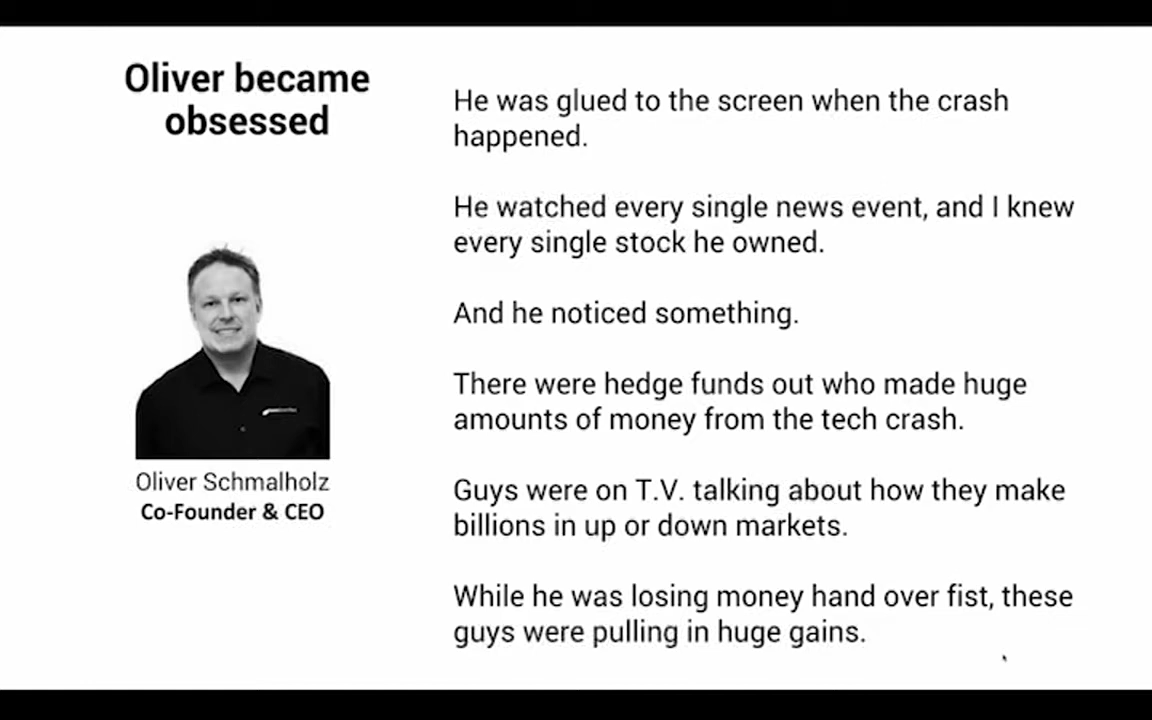 Oliver became
obsessed
He was glued to the screen when the crash
happened.
He watched every single news event, and I knew
every single stock he owned.
And he noticed something.
There were hedge funds out who made huge
amounts of money from the tech crash.
Guys were on T.V. talking about how they make
billions in up or down markets.
While he was losing money hand over fist, these
guys were pulling in huge gains.
Oliver Schmalholz
Co-Founder & CEO